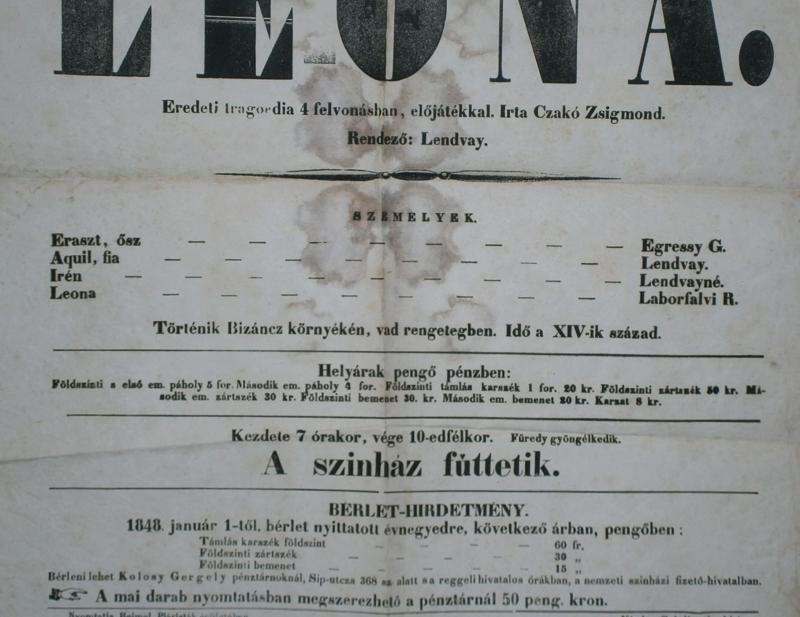 LEONA.
Eredeti tragoedia 4 felvonásban, előjátékkal. Irta Czakó Zsigmond.
Rendező: Lendvay.
SZEMÉLYEK.
Eraszt, ősz — — — — — — — — Egressy G.
Aquil, fia — — — — — — — — Lendvay.
Irén — — — — — — — — — Lendvayné.
Leona — — — — — — — — Laborfalvi R.
Történik Bizáncz környékén, vad rengetegben. Idő a XIV-ik század.
Helyárak pengő pénzben:
Földszinti s első em. páholy 5 for. Második em. páholy 4 for. Földszinti támlás karszék 1 for. 20 kr. Földszinti zártszék 50 kr. Má-
sodik em. zártszék 30 kr. Földszinti bemenet 30. kr. Második em. bemenet 20 kr. Karzat 8 kr.
Kezdete 7 órakor, vége 10-edfélkor. Füredy gyöngélkedik.
A szinház fűttetik.
BÉRLET-HIRDETMÉNY.
1848. január 1-től, bérlet nyittatott évnegyedre, következő árban, pengőben:
Támlás karszék földszint — — — — 60 fr.
Földszinti zártszék — — — — — 30 „
Földszinti bemenet — — — — — 15 „
Bérleni lehet Kolosy Gergely pénztárnoknál, Sip-utcza 368 sz. alatt s a reggeli hivatalos órákban, a nemzeti szinházi fizető-hivatalban.
A mai darab nyomtatásban megszerezhető a pénztárnál 50 peng. kron.